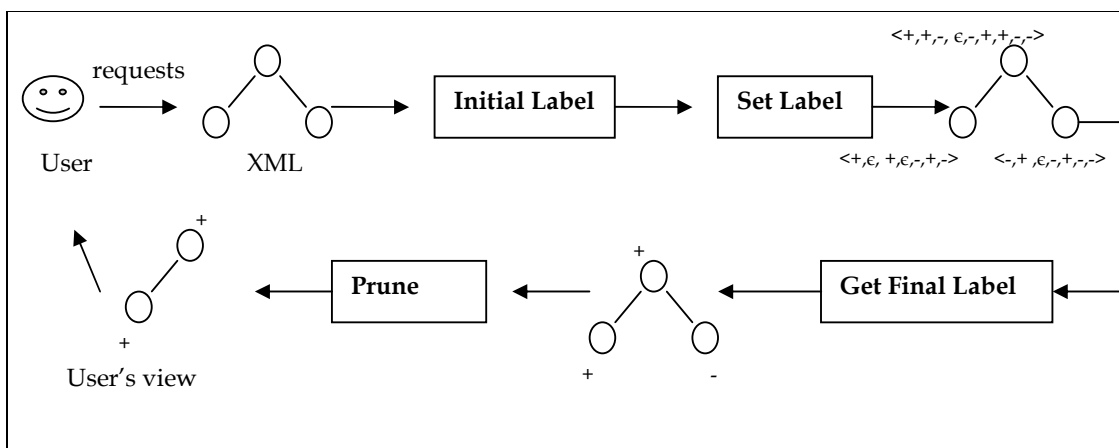 <+,+,-, ϵ,-,+,+,-,->
requests
Initial Label
Set Label
User
XML
<+,ϵ, +,ϵ,-,+,->
<-,+ ,ϵ,-,+,-,->
+
+
Prune
Get Final Label
+
+
-
User's view